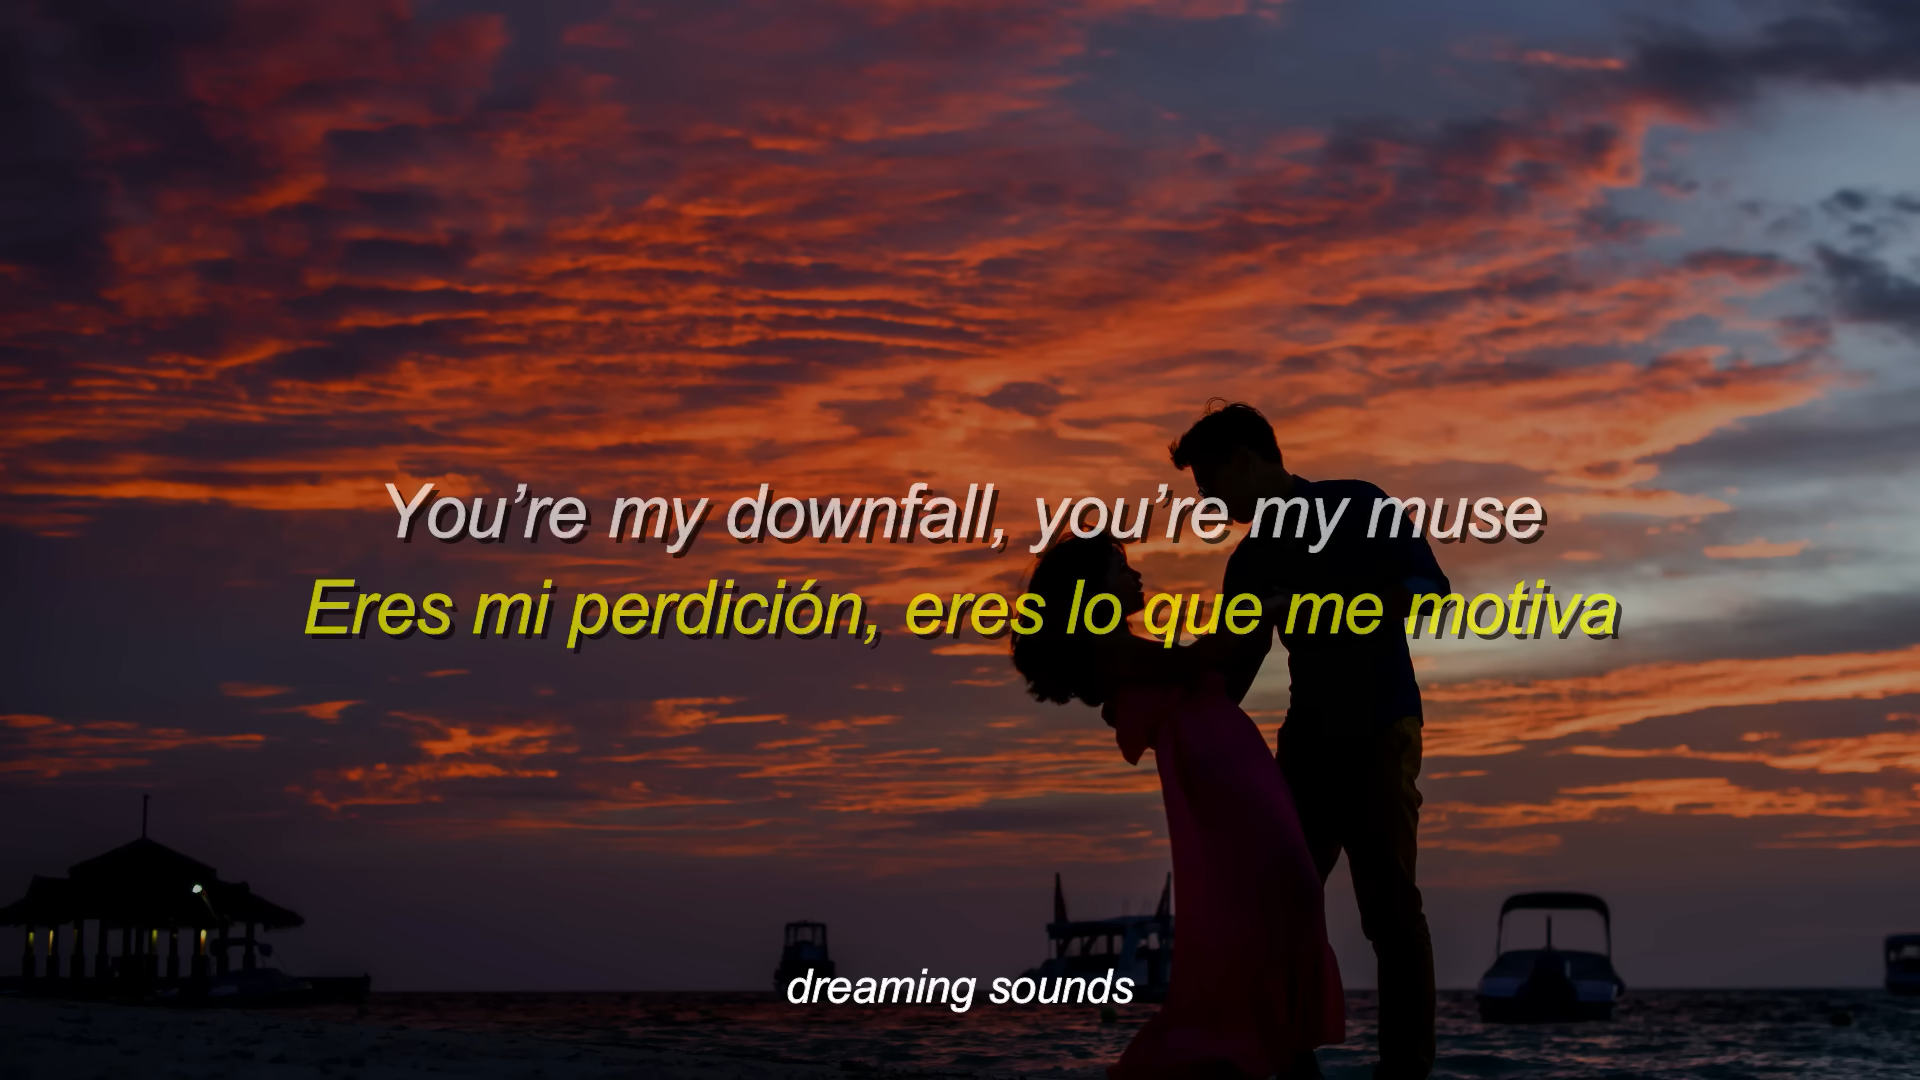 You’re my downfall, you’re my muse
Eres mi perdición, eres lo que me motiva
dreaming sounds